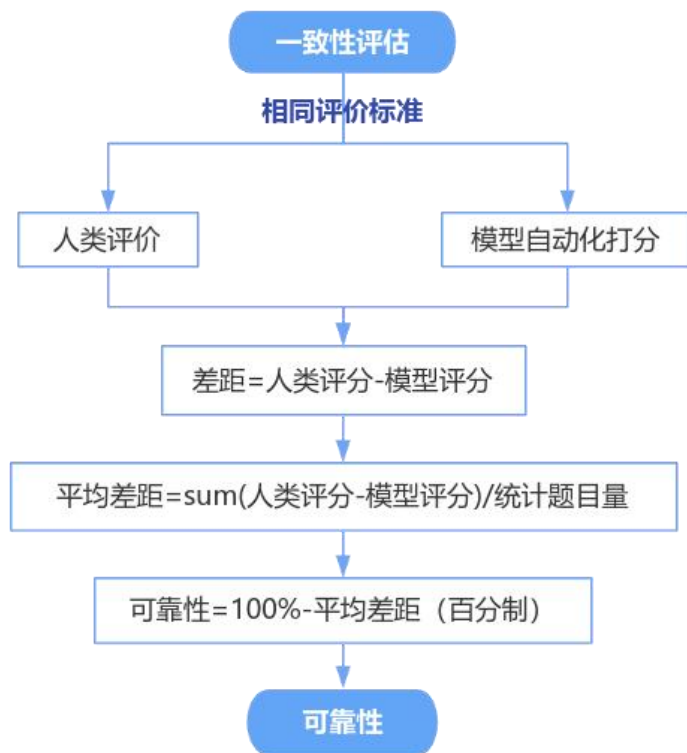 一致性评估
相同评价标准
人类评价
模型自动化打分
差距=人类评分-模型评分
平均差距=sum(人类评分-模型评分)/统计题目量
可靠性=100%-平均差距（百分制）
可靠性